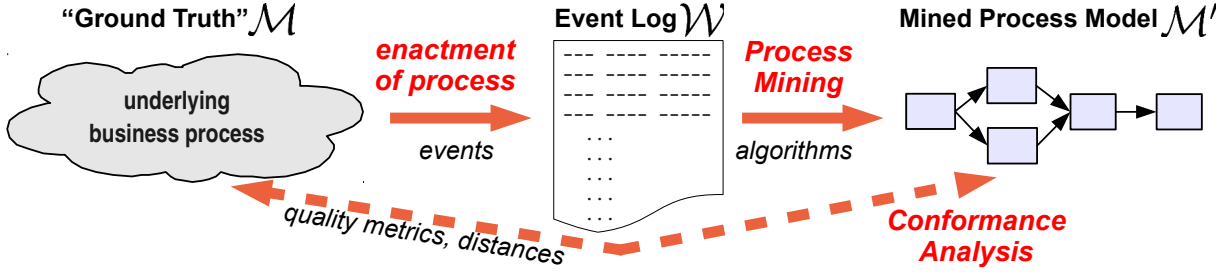 “Ground Truth” ℳ
Event Log 𝒲
Mined Process Model ℳ′
enactment
of process
Process
Mining
underlying
business process
events
algorithms
quality metrics, distances
Conformance
Analysis